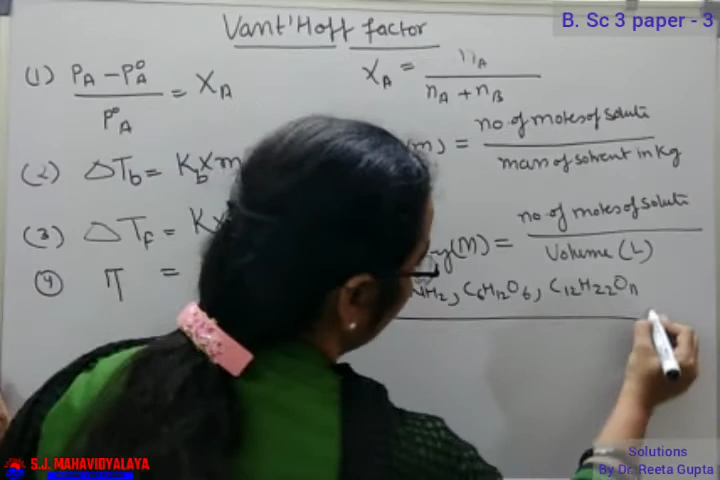 B. Sc 3 paper - 3
Vant'Hoff factor
(1) PA - P°A / P°A = XA
XA = nA / nA + nB
(2) △Tb = Kb x m
(m) = no. of moles of solute / mass of solvent in Kg
(3) △Tf = K x
y(M) = no. of moles of solute / Volume (L)
(4) π =
NH2, C6H12O6, C12H22O11
S.J. MAHAVIDYALAYA
Solutions
By Dr. Reeta Gupta